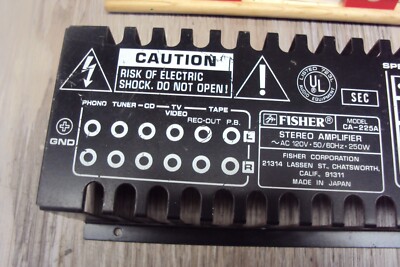 CAUTION
RISK OF ELECTRIC
SHOCK. DO NOT OPEN!
PHONO TUNER CD TV VIDEO TAPE
REC-OUT P.B.
L
R
GND
LISTED
UL
SEC
FISHER MODEL CA-225A
STEREO AMPLIFIER
~ AC 120V • 50/60Hz • 250W
FISHER CORPORATION
21314 LASSEN ST., CHATSWORTH,
CALIF., 91311
MADE IN JAPAN